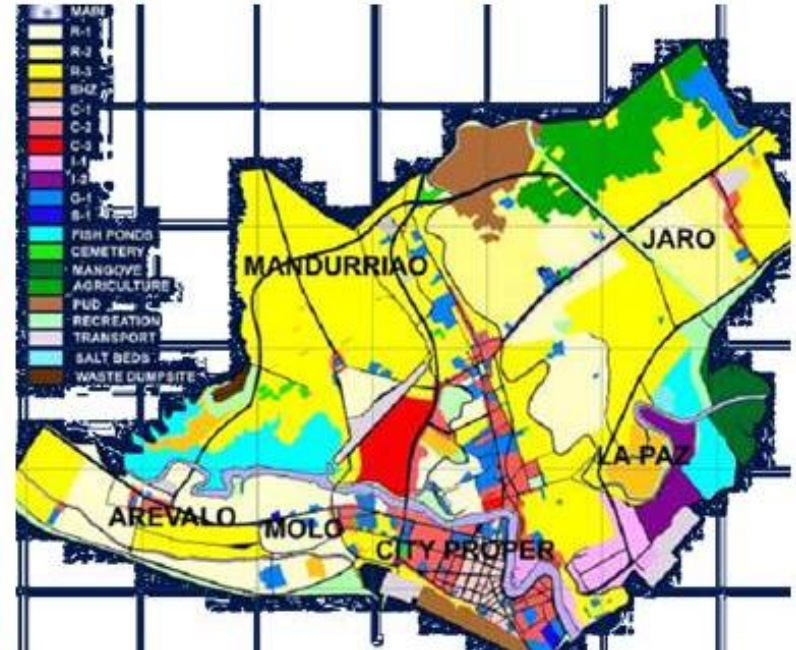 MAIN
R-1
R-2
R-3
SHZ
C-1
C-2
C-3
I-1
I-2
G-1
B-1
FISH PONDS
CEMETERY
MANGOVE
AGRICULTURE
PUD
RECREATION
TRANSPORT
SALT BEDS
WASTE DUMPSITE
MANDURRIAO
JARO
LA PAZ
AREVALO
MOLO
CITY PROPER